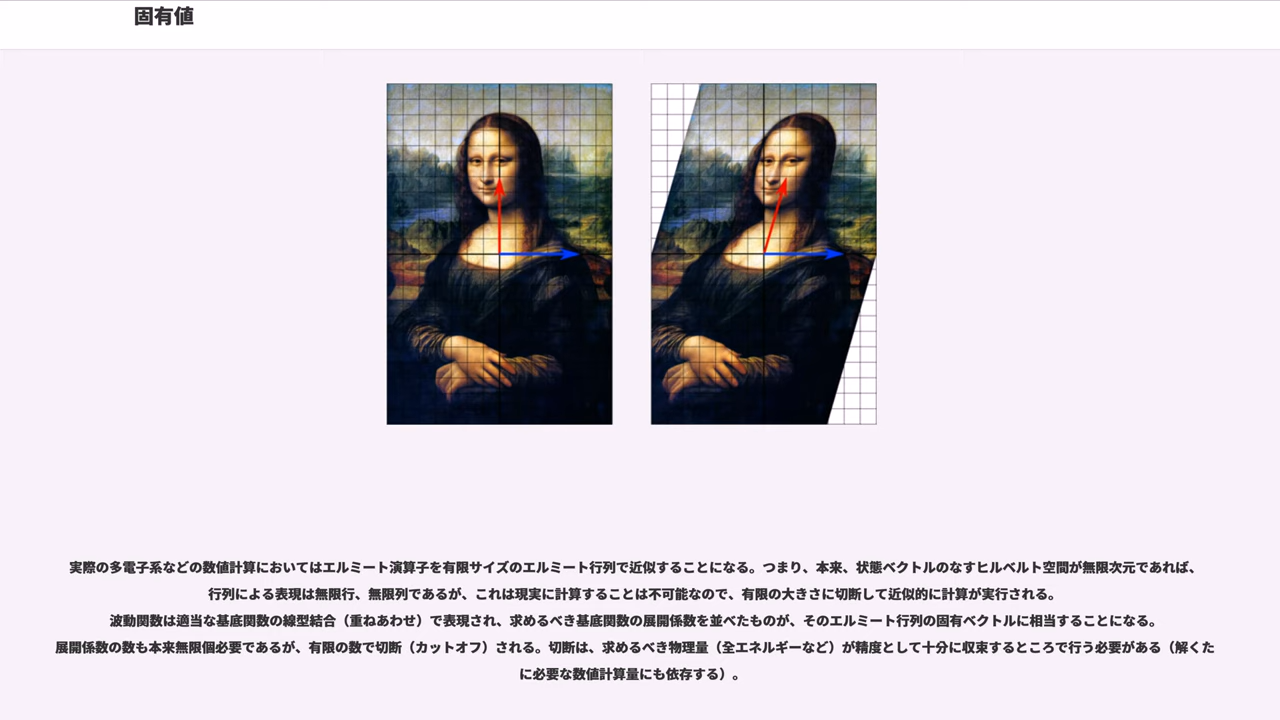 固有値
実際の多電子系などの数値計算においてはエルミート演算子を有限サイズのエルミート行列で近似することになる。つまり、本来、状態ベクトルのなすヒルベルト空間が無限次元であれば、
行列による表現は無限行、無限列であるが、これは現実に計算することは不可能なので、有限の大きさに切断して近似的に計算が実行される。
波動関数は適当な基底関数の線型結合（重ねあわせ）で表現され、求めるべき基底関数の展開係数を並べたものが、そのエルミート行列の固有ベクトルに相当することになる。
展開係数の数も本来無限個必要であるが、有限の数で切断（カットオフ）される。切断は、求めるべき物理量（全エネルギーなど）が精度として十分に収束するところで行う必要がある（解くた
に必要な数値計算量にも依存する）。